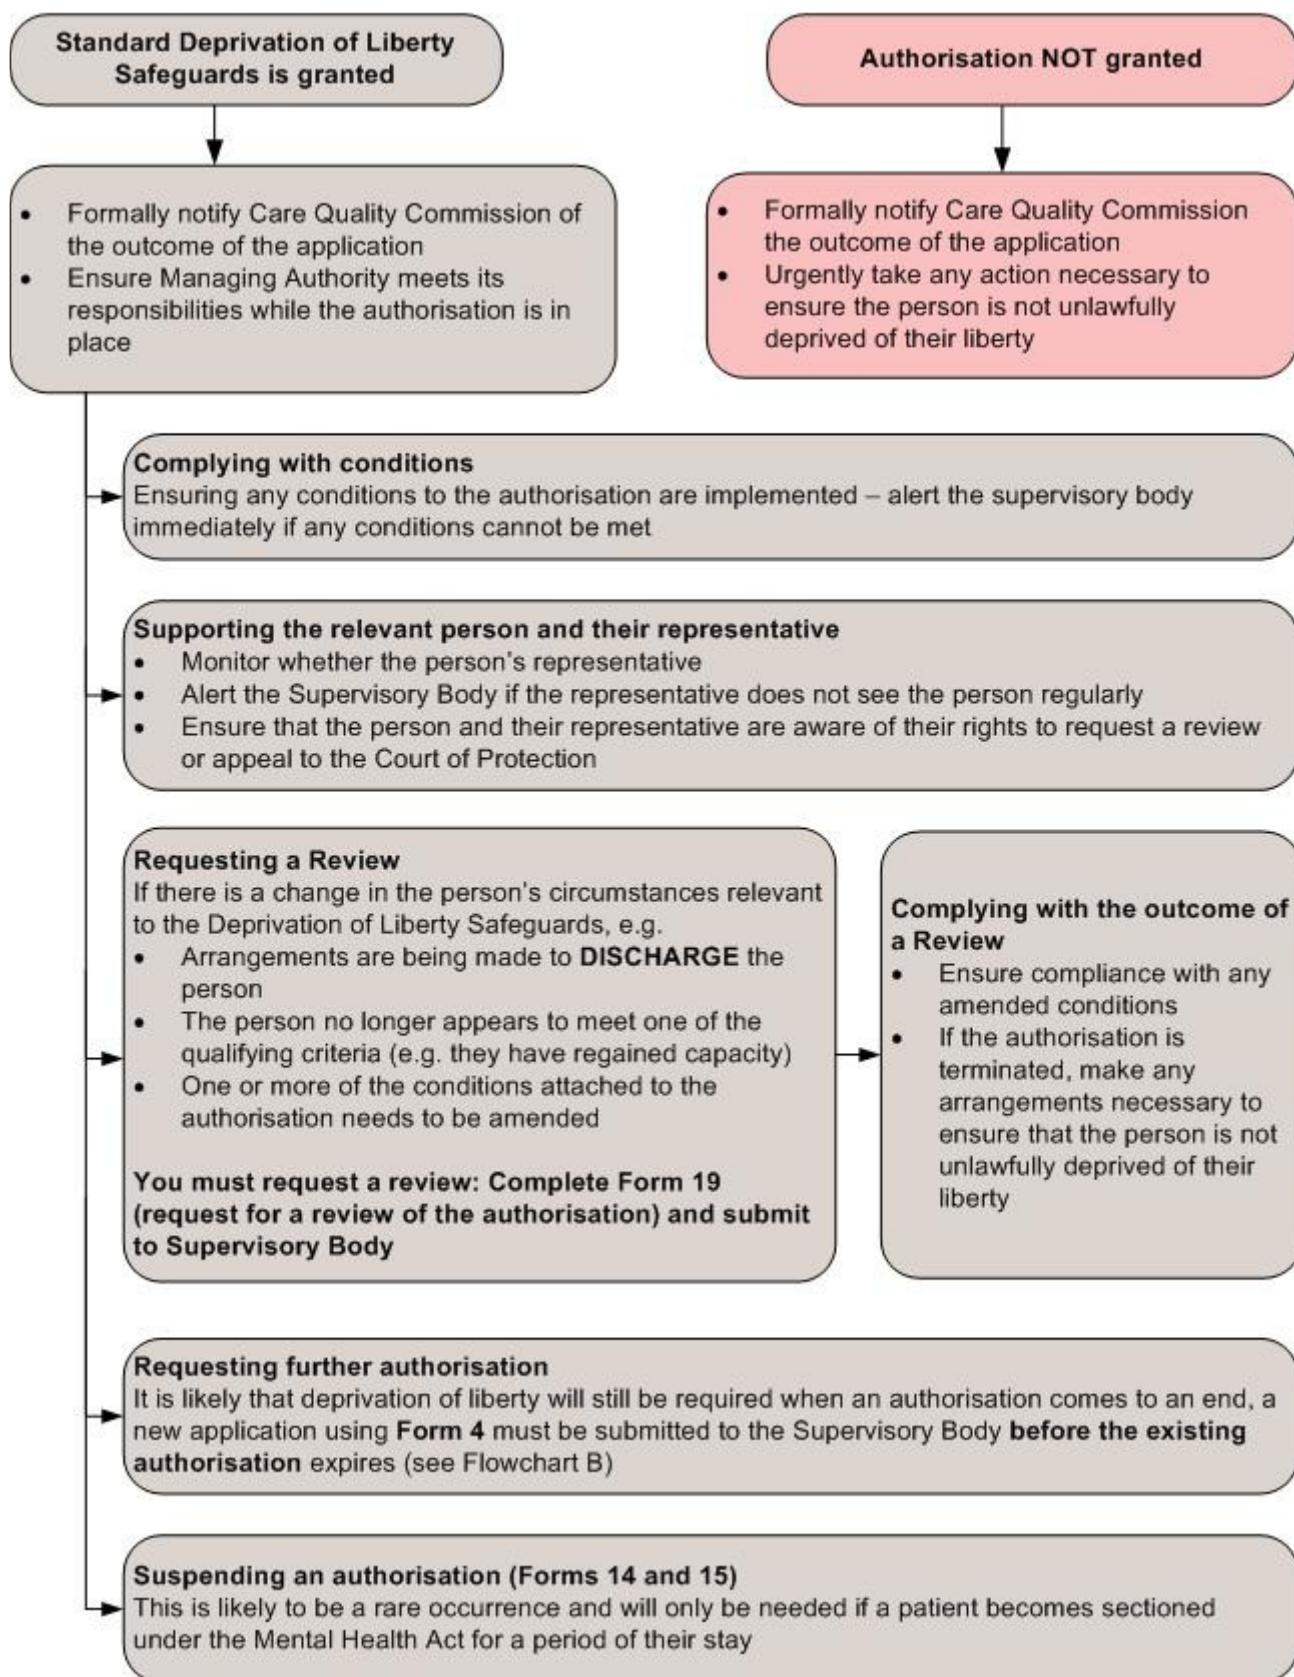 Standard Deprivation of Liberty
Safeguards is granted
Authorisation NOT granted
• Formally notify Care Quality Commission of
the outcome of the application
• Ensure Managing Authority meets its
responsibilities while the authorisation is in
place
• Formally notify Care Quality Commission
the outcome of the application
• Urgently take any action necessary to
ensure the person is not unlawfully
deprived of their liberty
Complying with conditions
Ensuring any conditions to the authorisation are implemented – alert the supervisory body
immediately if any conditions cannot be met
Supporting the relevant person and their representative
• Monitor whether the person's representative
• Alert the Supervisory Body if the representative does not see the person regularly
• Ensure that the person and their representative are aware of their rights to request a review
or appeal to the Court of Protection
Requesting a Review
If there is a change in the person's circumstances relevant
to the Deprivation of Liberty Safeguards, e.g.
• Arrangements are being made to DISCHARGE the
person
• The person no longer appears to meet one of the
qualifying criteria (e.g. they have regained capacity)
• One or more of the conditions attached to the
authorisation needs to be amended
You must request a review: Complete Form 19
(request for a review of the authorisation) and submit
to Supervisory Body
Complying with the outcome of
a Review
• Ensure compliance with any
amended conditions
• If the authorisation is
terminated, make any
arrangements necessary to
ensure that the person is not
unlawfully deprived of their
liberty
Requesting further authorisation
It is likely that deprivation of liberty will still be required when an authorisation comes to an end, a
new application using Form 4 must be submitted to the Supervisory Body before the existing
authorisation expires (see Flowchart B)
Suspending an authorisation (Forms 14 and 15)
This is likely to be a rare occurrence and will only be needed if a patient becomes sectioned
under the Mental Health Act for a period of their stay